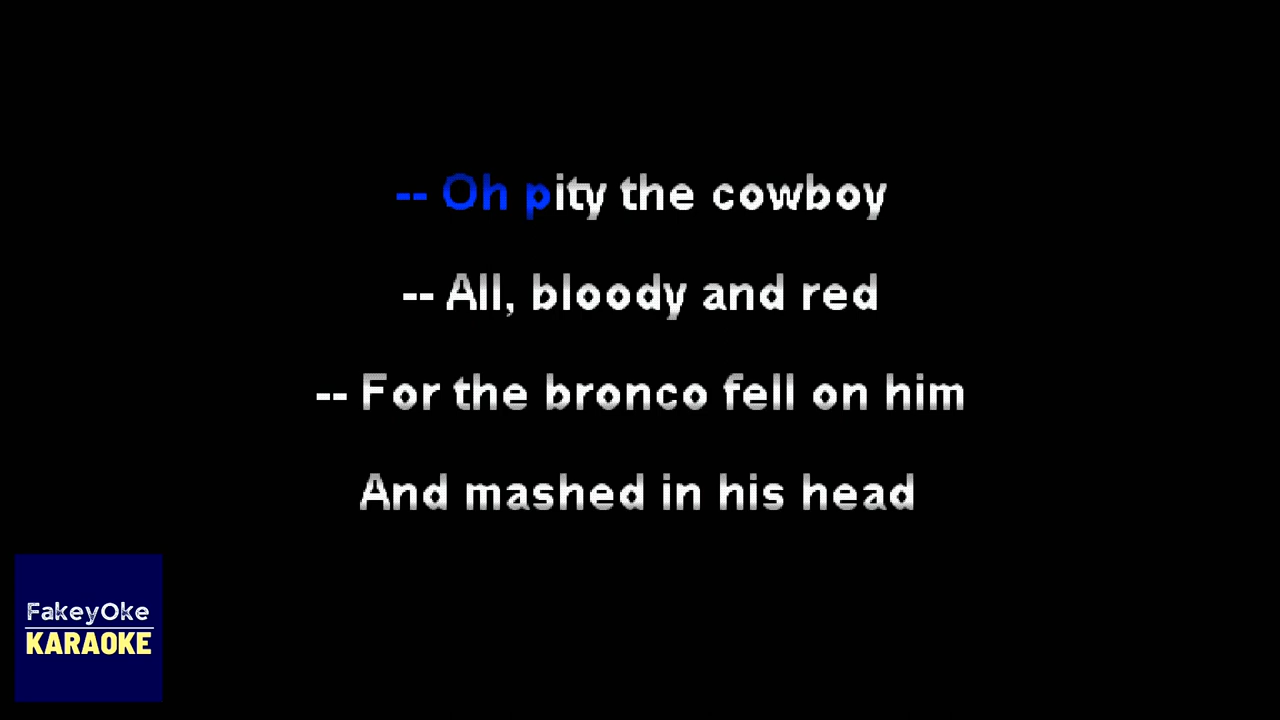 -- Oh pity the cowboy
-- All, bloody and red
-- For the bronco fell on him
And mashed in his head
FakeyOke
KARAOKE